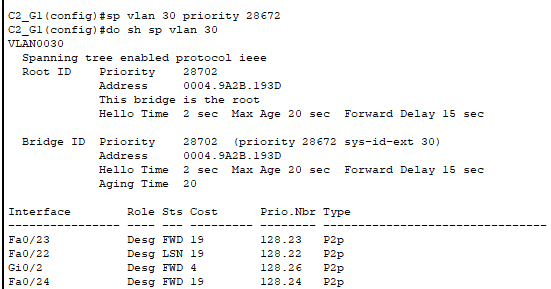 C2_G1(config)#sp vlan 30 priority 28672
C2_G1(config)#do sh sp vlan 30
VLAN0030
  Spanning tree enabled protocol ieee
  Root ID    Priority    28702
             Address     0004.9A2B.193D
             This bridge is the root
             Hello Time  2 sec  Max Age 20 sec  Forward Delay 15 sec

  Bridge ID  Priority    28702  (priority 28672 sys-id-ext 30)
             Address     0004.9A2B.193D
             Hello Time  2 sec  Max Age 20 sec  Forward Delay 15 sec
             Aging Time  20

Interface        Role Sts Cost      Prio.Nbr Type
---------------- ---- --- --------- -------- --------------------------------
Fa0/23           Desg FWD 19        128.23   P2p
Fa0/22           Desg LSN 19        128.22   P2p
Gi0/2            Desg FWD 4         128.26   P2p
Fa0/24           Desg FWD 19        128.24   P2p